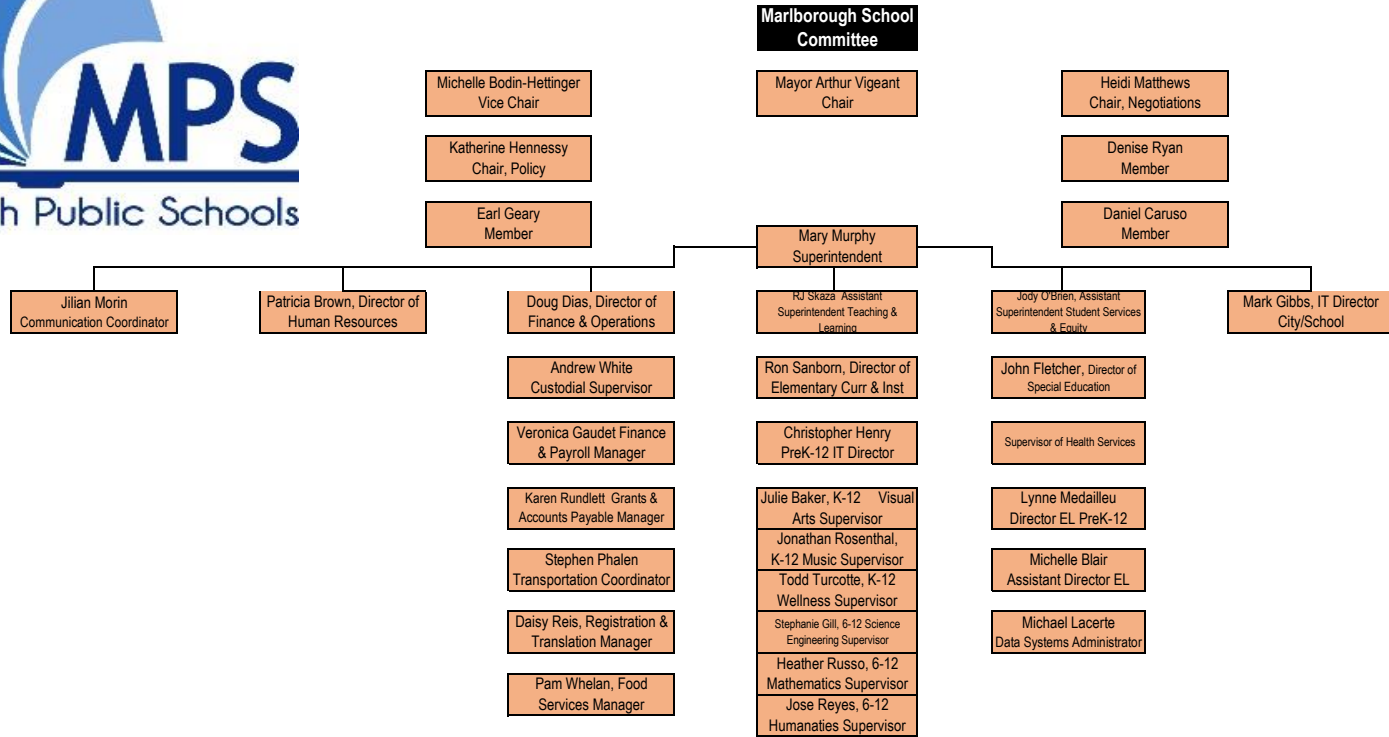 Marlborough School
Committee
MPS
h Public Schools
Michelle Bodin-Hettinger
Vice Chair
Mayor Arthur Vigeant
Chair
Heidi Matthews
Chair, Negotiations
Katherine Hennessy
Chair, Policy
Denise Ryan
Member
Earl Geary
Member
Daniel Caruso
Member
Mary Murphy
Superintendent
Jilian Morin
Communication Coordinator
Patricia Brown, Director of
Human Resources
Doug Dias, Director of
Finance & Operations
RJ Skaza Assistant
Superintendent Teaching &
Learning
Jody O'Brien, Assistant
Superintendent Student Services
& Equity
Mark Gibbs, IT Director
City/School
Andrew White
Custodial Supervisor
Ron Sanborn, Director of
Elementary Curr & Inst
John Fletcher, Director of
Special Education
Veronica Gaudet Finance
& Payroll Manager
Christopher Henry
PreK-12 IT Director
Supervisor of Health Services
Karen Rundlett Grants &
Accounts Payable Manager
Julie Baker, K-12 Visual
Arts Supervisor
Lynne Medailleu
Director EL PreK-12
Jonathan Rosenthal,
K-12 Music Supervisor
Stephen Phalen
Transportation Coordinator
Todd Turcotte, K-12
Wellness Supervisor
Michelle Blair
Assistant Director EL
Daisy Reis, Registration &
Translation Manager
Stephanie Gill, 6-12 Science
Engineering Supervisor
Michael Lacerte
Data Systems Administrator
Heather Russo, 6-12
Mathematics Supervisor
Pam Whelan, Food
Services Manager
Jose Reyes, 6-12
Humanaties Supervisor